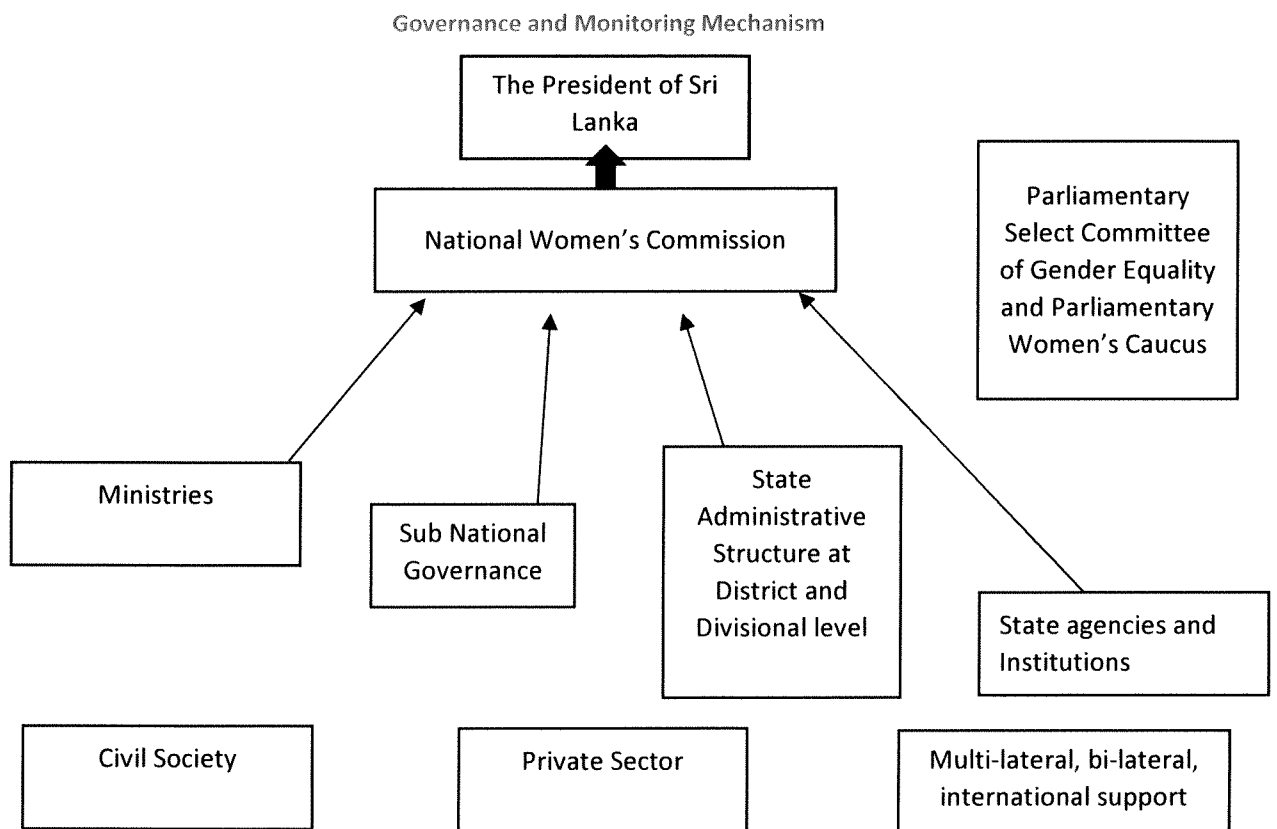 Governance and Monitoring Mechanism
The President of Sri
Lanka
National Women's Commission
Parliamentary
Select Committee
of Gender Equality
and Parliamentary
Women's Caucus
Ministries
Sub National
Governance
State
Administrative
Structure at
District and
Divisional level
State agencies and
Institutions
Civil Society
Private Sector
Multi-lateral, bi-lateral,
international support